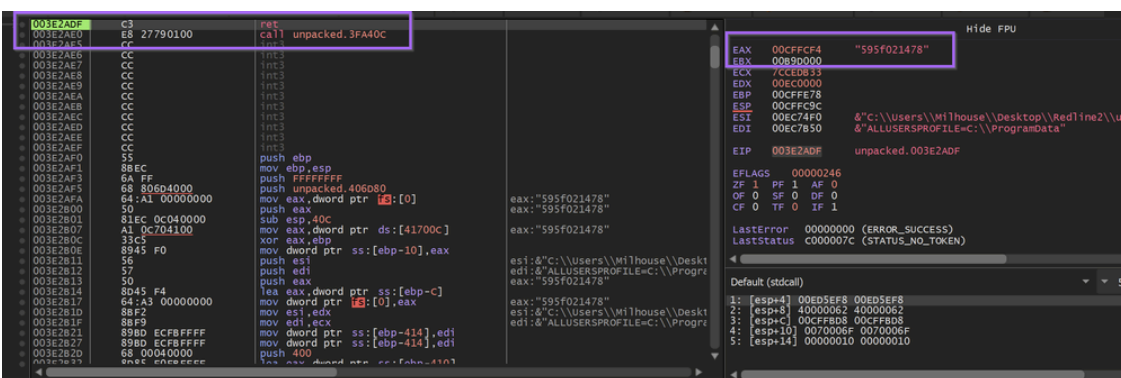 003E2ADF C3 ret
003E2AE0 E8 27790100 call unpacked.3FA40C
003E2AE5 CC int3
003E2AE6 CC int3
003E2AE7 CC int3
003E2AE8 CC int3
003E2AE9 CC int3
003E2AEA CC int3
003E2AEB CC int3
003E2AEC CC int3
003E2AED CC int3
003E2AEE CC int3
003E2AEF CC int3
003E2AF0 55 push ebp
003E2AF1 8BEC mov ebp,esp
003E2AF3 6A FF push FFFFFFFF
003E2AF5 68 806D4000 push unpacked.406D80
003E2AFA 64:A1 00000000 mov eax,dword ptr fs:[0] eax:"595f021478"
003E2B00 50 push eax eax:"595f021478"
003E2B01 81EC 0C040000 sub esp,40C
003E2B07 A1 0C704100 mov eax,dword ptr ds:[41700C] eax:"595f021478"
003E2B0C 33C5 xor eax,ebp
003E2B0E 8945 F0 mov dword ptr ss:[ebp-10],eax
003E2B11 56 push esi esi:&"C:\\Users\\Milhouse\\Deskt
003E2B12 57 push edi edi:&"ALLUSERSPROFILE=C:\\Progra
003E2B13 50 push eax eax:"595f021478"
003E2B14 8D45 F4 lea eax,dword ptr ss:[ebp-C]
003E2B17 64:A3 00000000 mov dword ptr fs:[0],eax eax:"595f021478"
003E2B1D 8BF2 mov esi,edx esi:&"C:\\Users\\Milhouse\\Deskt
003E2B1F 8BF9 mov edi,ecx edi:&"ALLUSERSPROFILE=C:\\Progra
003E2B21 89BD ECFBFFFF mov dword ptr ss:[ebp-414],edi
003E2B27 89BD ECFBFFFF mov dword ptr ss:[ebp-414],edi
003E2B2D 68 00040000 push 400
Hide FPU
EAX 00CFFCF4 "595f021478"
EBX 00B9D000
ECX 7CCEDB33
EDX 00EC0000
EBP 00CFFE78
ESP 00CFFC9C
ESI 00EC74F0 &"C:\\Users\\Milhouse\\Desktop\\Redline2\\u
EDI 00EC7B50 &"ALLUSERSPROFILE=C:\\ProgramData"
EIP 003E2ADF unpacked.003E2ADF
EFLAGS 00000246
ZF 1 PF 1 AF 0
OF 0 SF 0 DF 0
CF 0 TF 0 IF 1
LastError 00000000 (ERROR_SUCCESS)
LastStatus C000007C (STATUS_NO_TOKEN)
Default (stdcall)
1: [esp+4] 00ED5EF8 00ED5EF8
2: [esp+8] 40000062 40000062
3: [esp+C] 00CFFBD8 00CFFBD8
4: [esp+10] 0070006F 0070006F
5: [esp+14] 00000010 00000010